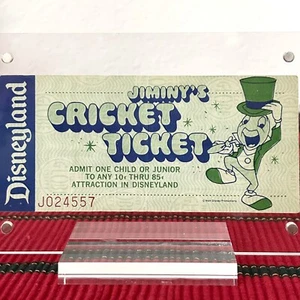 Disneyland
JIMINY'S
CRICKET
TICKET
ADMIT ONE CHILD OR JUNIOR
TO ANY 10¢ THRU 85¢
ATTRACTION IN DISNEYLAND
J024557